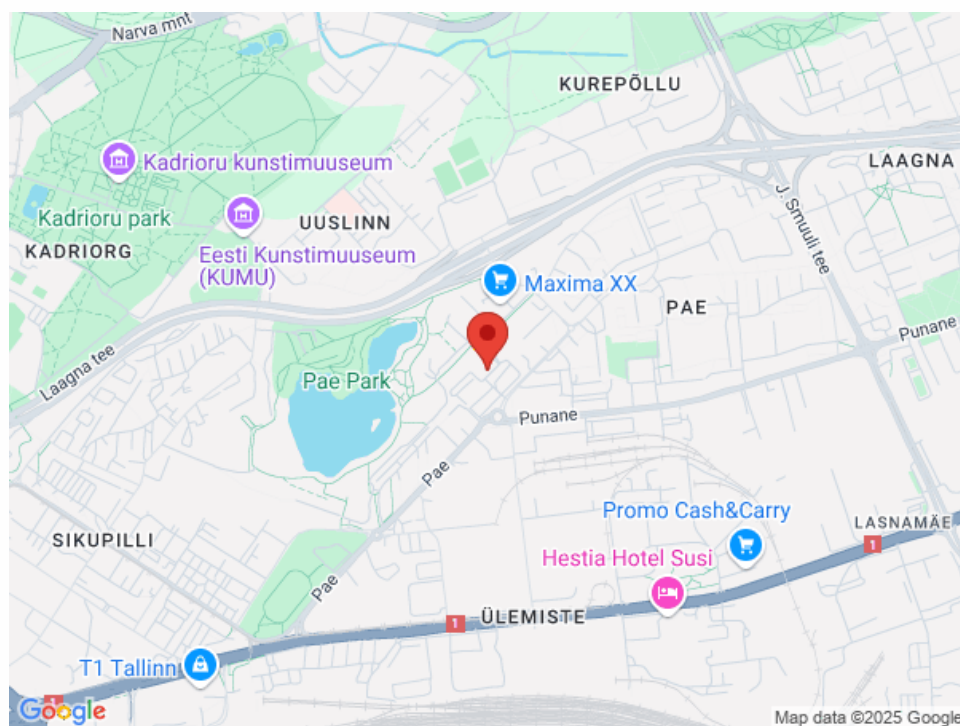 Narva mnt
KUREPÕLLU
Kadrioru kunstimuuseum
LAAGNA
Kadrioru park
UUSLINN
J. Smuuli tee
KADRIORG
Eesti Kunstimuuseum
(KUMU)
Maxima XX
PAE
Punane
Laagna tee
Pae Park
Punane
Pae
Promo Cash&Carry
LASNAMÄE
SIKUPILLI
1
Hestia Hotel Susi
Pae
1
ÜLEMISTE
T1 Tallinn
1
Google
Map data ©2025 Google